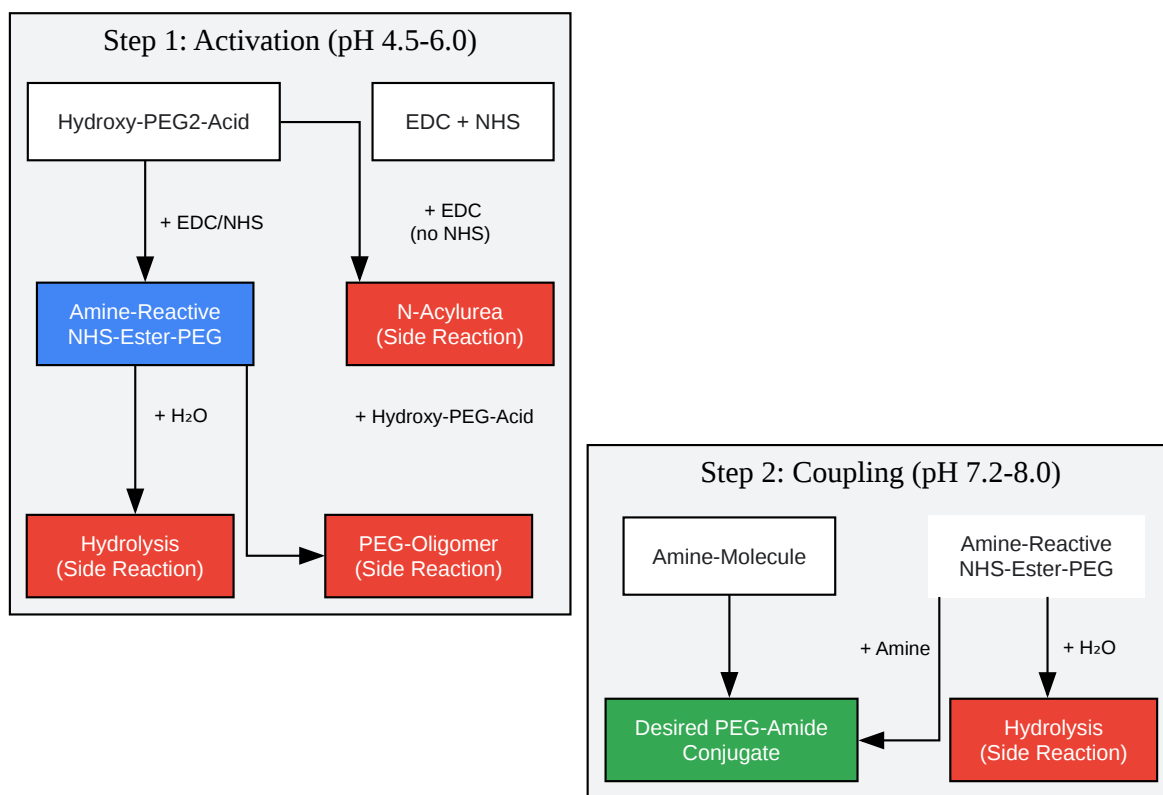 Step 1: Activation (pH 4.5-6.0)
Hydroxy-PEG2-Acid
EDC + NHS
+ EDC/NHS
+ EDC
(no NHS)
Amine-Reactive
NHS-Ester-PEG
N-Acylurea
(Side Reaction)
+ H₂O
+ Hydroxy-PEG-Acid
Hydrolysis
(Side Reaction)
PEG-Oligomer
(Side Reaction)
Step 2: Coupling (pH 7.2-8.0)
Amine-Molecule
Amine-Reactive
NHS-Ester-PEG
+ Amine
+ H₂O
Desired PEG-Amide
Conjugate
Hydrolysis
(Side Reaction)